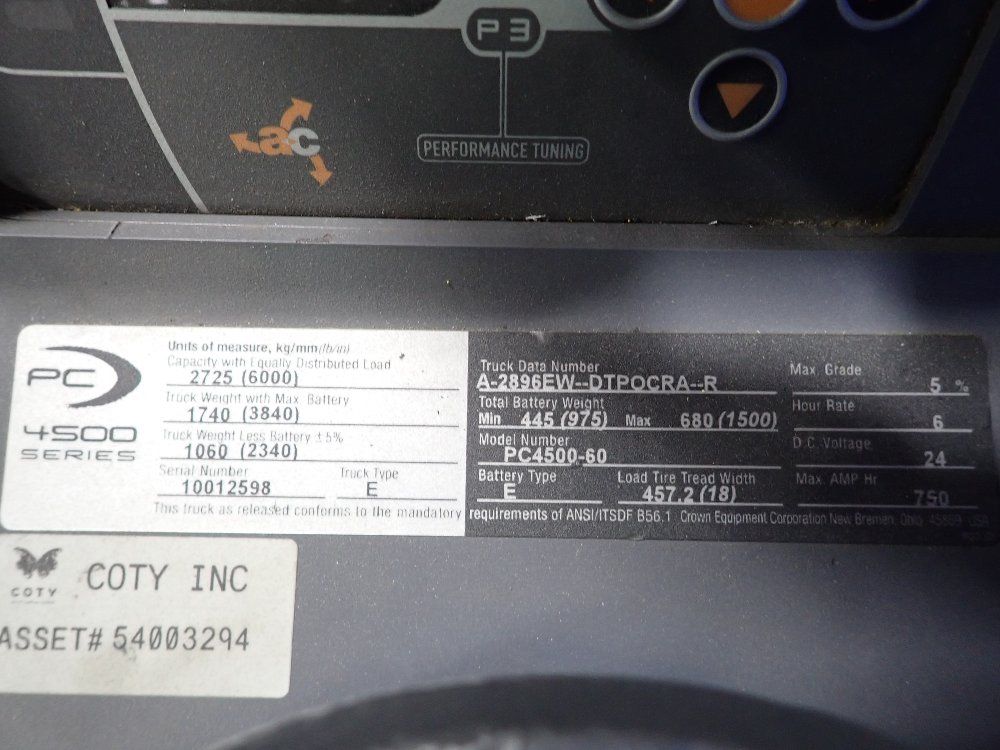 P3
ac
PERFORMANCE TUNING
PC
4500
SERIES
Units of measure, kg/mm (lb/in)
Capacity with Equally Distributed Load
2725 (6000)
Truck Weight with Max. Battery
1740 (3840)
Truck Weight Less Battery ±5%
1060 (2340)
Serial Number Truck Type
10012598 E
Truck Data Number
A-2896EW--DTPOCRA--R
Total Battery Weight
Min 445 (975) Max 680 (1500)
Model Number
PC4500-60
Battery Type Load Tire Tread Width
E 457.2 (18)
Max. Grade
5 %
Hour Rate
6
D.C. Voltage
24
Max. AMP Hr
750
This truck as released conforms to the mandatory requirements of ANSI/ITSDF B56.1 Crown Equipment Corporation New Bremen, Ohio 45869 USA
COTY
COTY INC
ASSET# 54003294